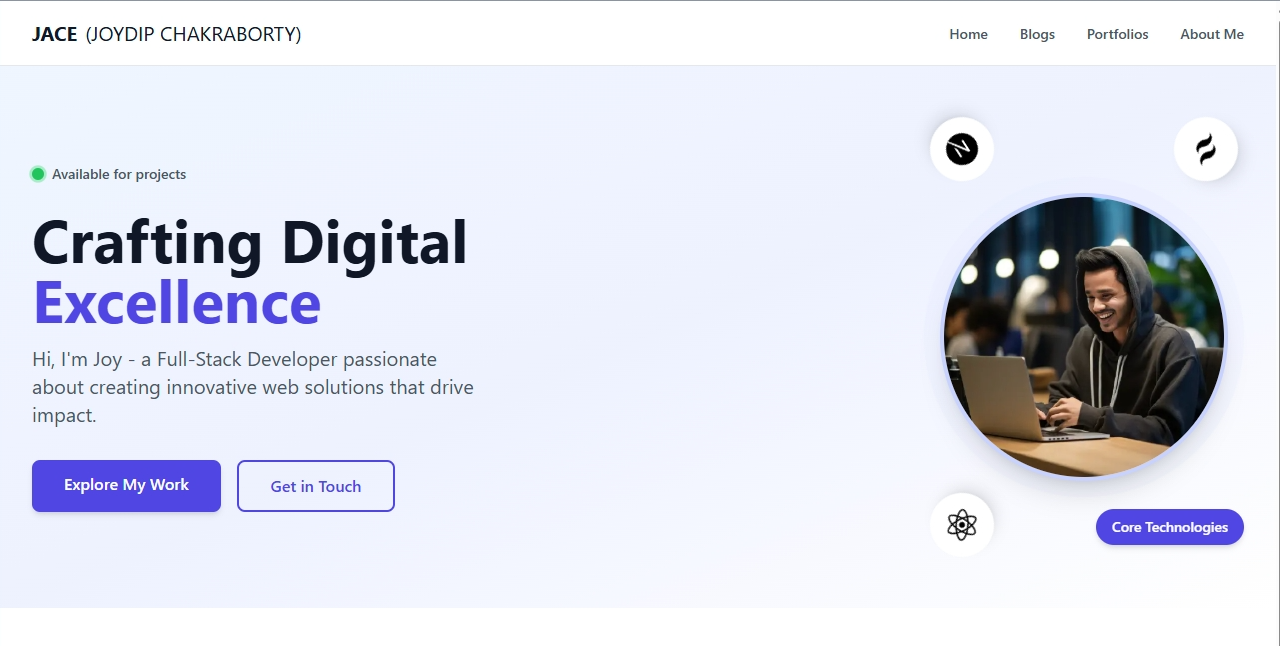 JACE (JOYDIP CHAKRABORTY)
Home Blogs Portfolios About Me
Available for projects
Crafting Digital
Excellence
Hi, I'm Joy - a Full-Stack Developer passionate
about creating innovative web solutions that drive
impact.
Explore My Work
Get in Touch
Core Technologies